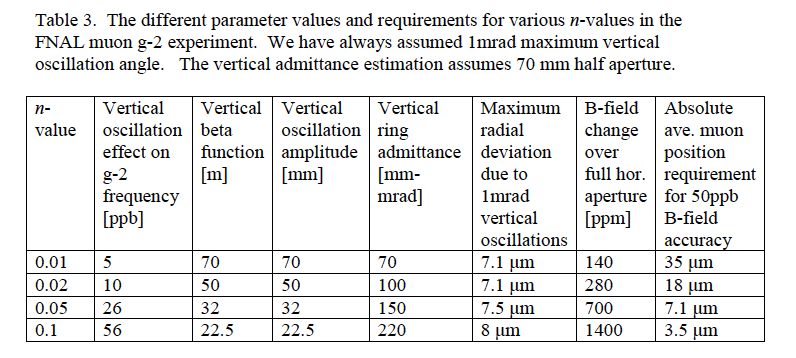 Table 3.  The different parameter values and requirements for various n-values in the
FNAL muon g-2 experiment.  We have always assumed 1mrad maximum vertical
oscillation angle.   The vertical admittance estimation assumes 70 mm half aperture.
n-value | Vertical oscillation effect on g-2 frequency [ppb] | Vertical beta function [m] | Vertical oscillation amplitude [mm] | Vertical ring admittance [mm-mrad] | Maximum radial deviation due to 1mrad vertical oscillations | B-field change over full hor. aperture [ppm] | Absolute ave. muon position requirement for 50ppb B-field accuracy
0.01 | 5 | 70 | 70 | 70 | 7.1 μm | 140 | 35 μm
0.02 | 10 | 50 | 50 | 100 | 7.1 μm | 280 | 18 μm
0.05 | 26 | 32 | 32 | 150 | 7.5 μm | 700 | 7.1 μm
0.1 | 56 | 22.5 | 22.5 | 220 | 8 μm | 1400 | 3.5 μm